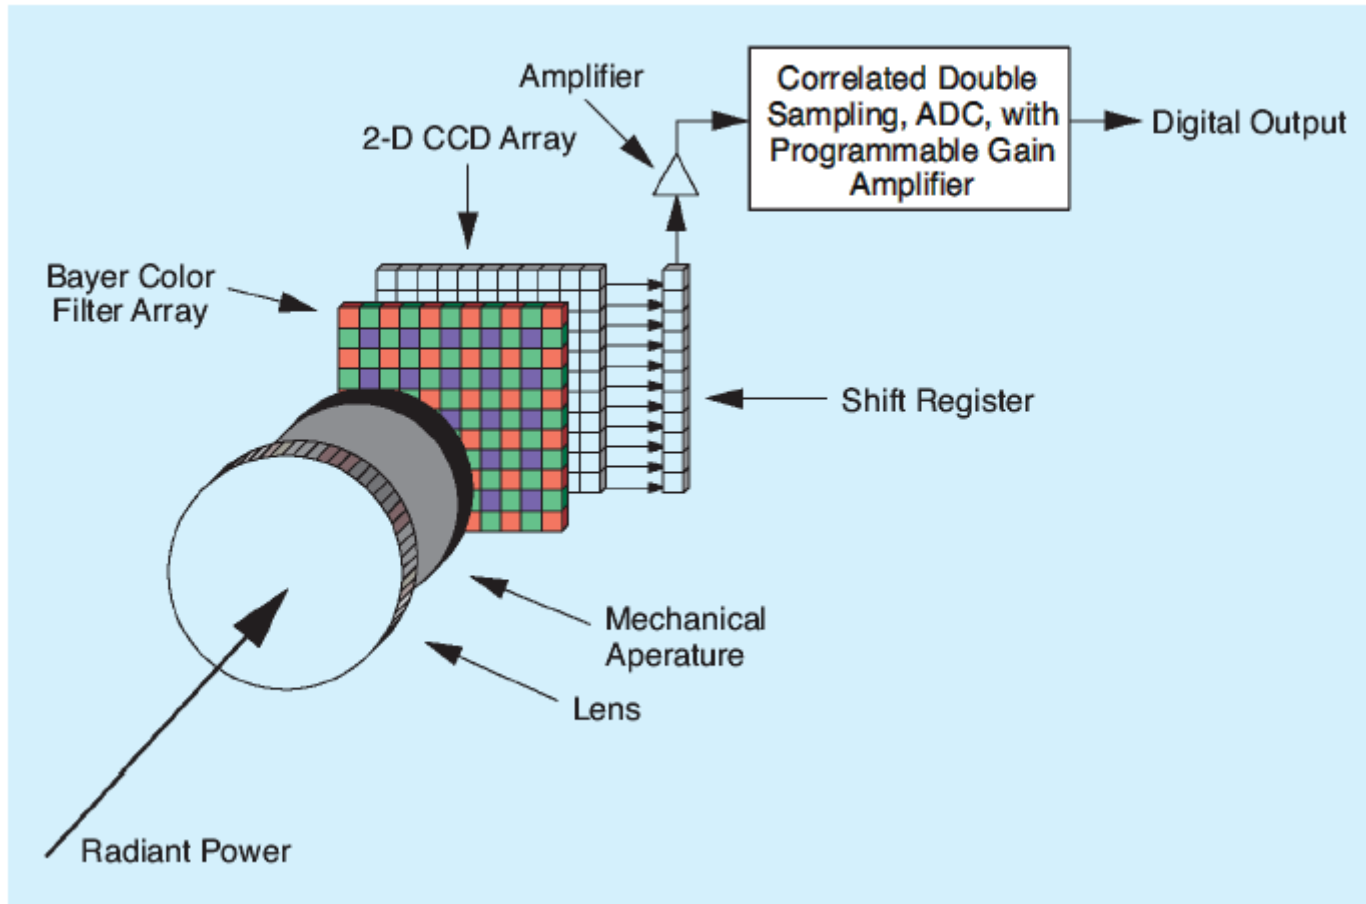 Amplifier
Correlated Double
Sampling, ADC, with
Programmable Gain
Amplifier
Digital Output
2-D CCD Array
Bayer Color
Filter Array
Shift Register
Mechanical
Aperature
Lens
Radiant Power